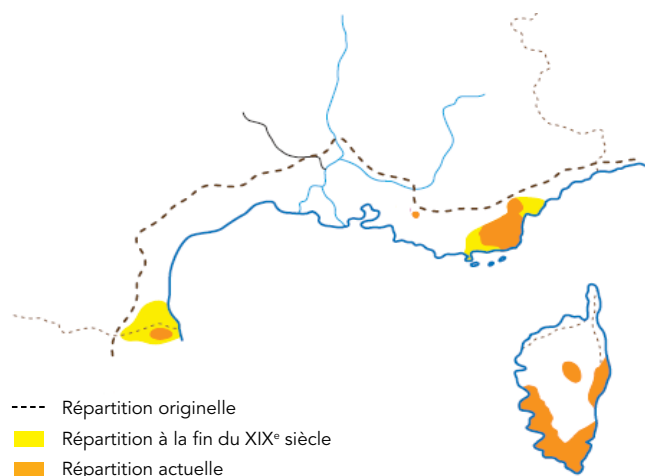 Répartition originelle
Répartition à la fin du XIXe siècle
Répartition actuelle